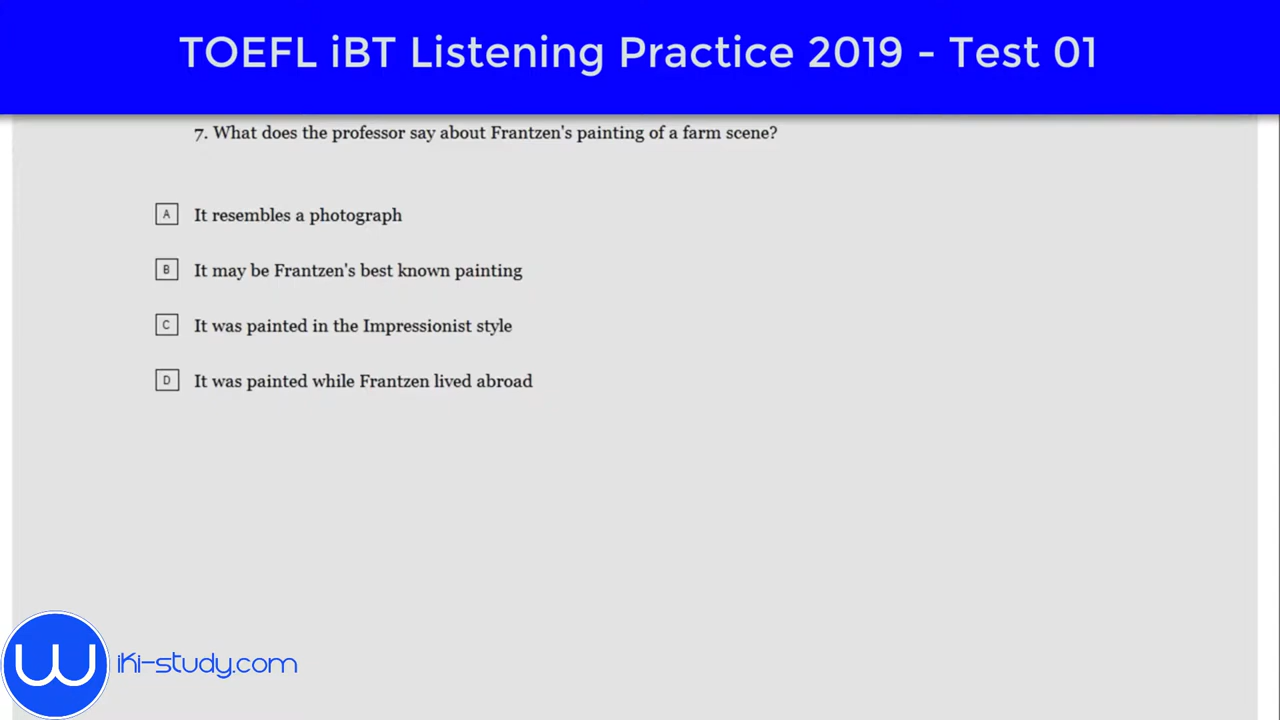 TOEFL iBT Listening Practice 2019 - Test 01
7. What does the professor say about Frantzen's painting of a farm scene?
A It resembles a photograph
B It may be Frantzen's best known painting
C It was painted in the Impressionist style
D It was painted while Frantzen lived abroad
Wiki-study.com